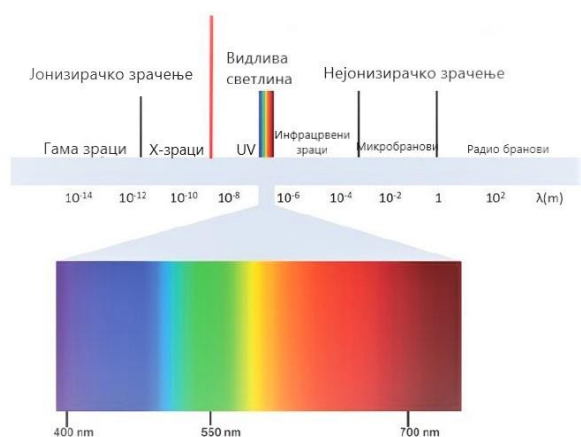 Видлива
светлина
Јонизирачко зрачење
Нејонизирачко зрачење
Гама зраци
Х-зраци
UV
Инфрацрвени
зраци
Микробранови
Радио бранови
10⁻¹⁴ 10⁻¹² 10⁻¹⁰ 10⁻⁸ 10⁻⁶ 10⁻⁴ 10⁻² 1 10² λ(m)
400 nm 550 nm 700 nm